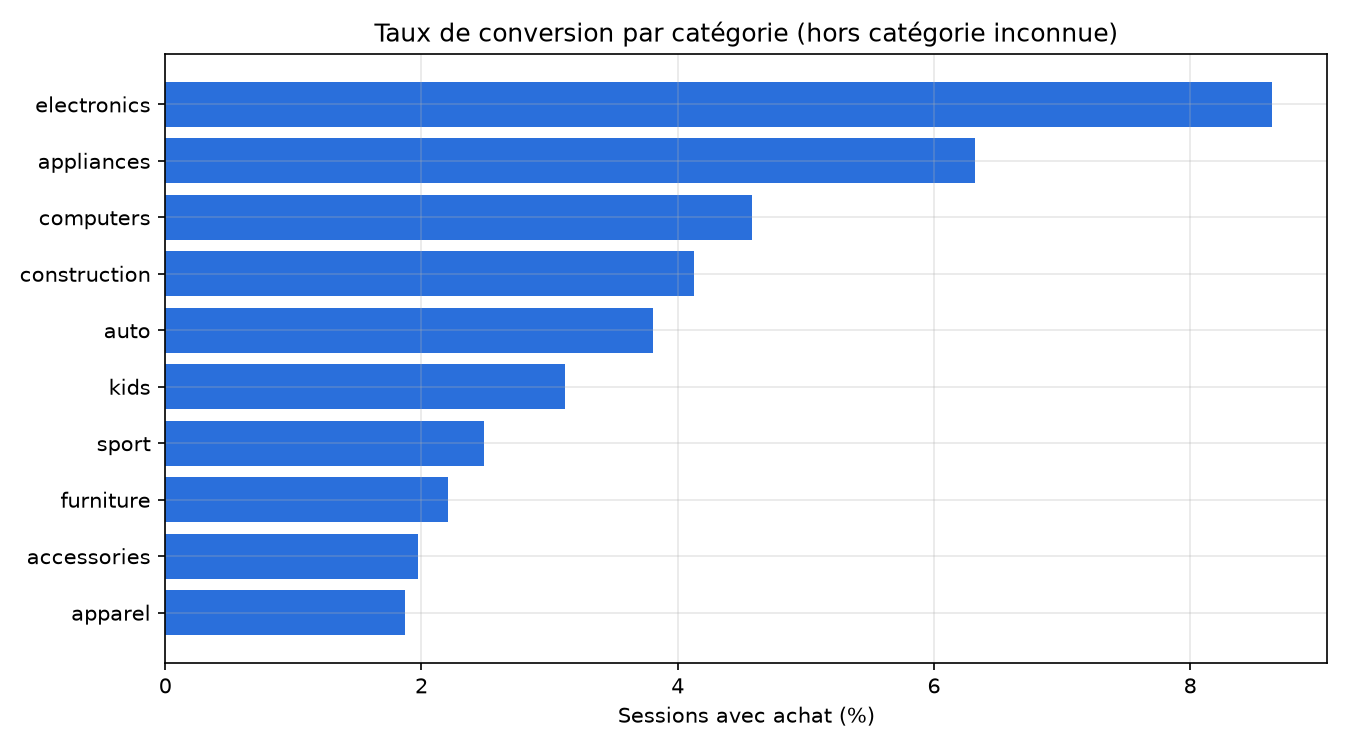 Taux de conversion par catégorie (hors catégorie inconnue)
electronics
appliances
computers
construction
auto
kids
sport
furniture
accessories
apparel
0 2 4 6 8
Sessions avec achat (%)